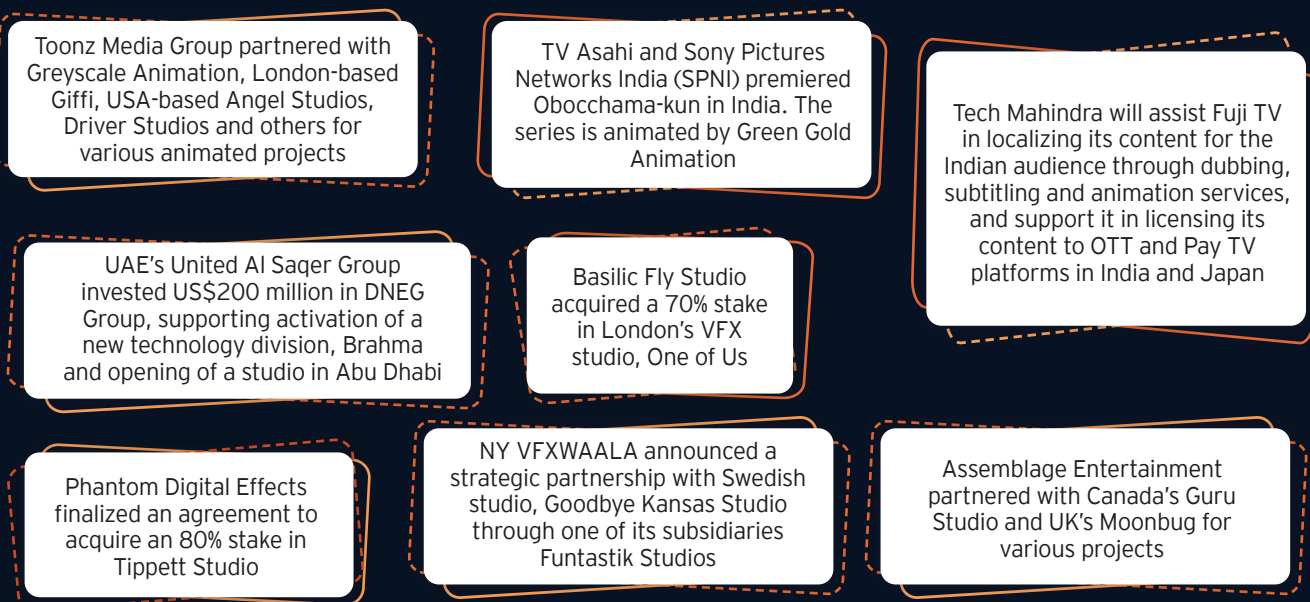 Toonz Media Group partnered with
Greyscale Animation, London-based
Giffi, USA-based Angel Studios,
Driver Studios and others for
various animated projects
TV Asahi and Sony Pictures
Networks India (SPNI) premiered
Obocchama-kun in India. The
series is animated by Green Gold
Animation
Tech Mahindra will assist Fuji TV
in localizing its content for the
Indian audience through dubbing,
subtitling and animation services,
and support it in licensing its
content to OTT and Pay TV
platforms in India and Japan
UAE's United Al Saqer Group
invested US$200 million in DNEG
Group, supporting activation of a
new technology division, Brahma
and opening of a studio in Abu Dhabi
Basilic Fly Studio
acquired a 70% stake
in London's VFX
studio, One of Us
Phantom Digital Effects
finalized an agreement to
acquire an 80% stake in
Tippett Studio
NY VFXWAALA announced a
strategic partnership with Swedish
studio, Goodbye Kansas Studio
through one of its subsidiaries
Funtastik Studios
Assemblage Entertainment
partnered with Canada's Guru
Studio and UK's Moonbug for
various projects